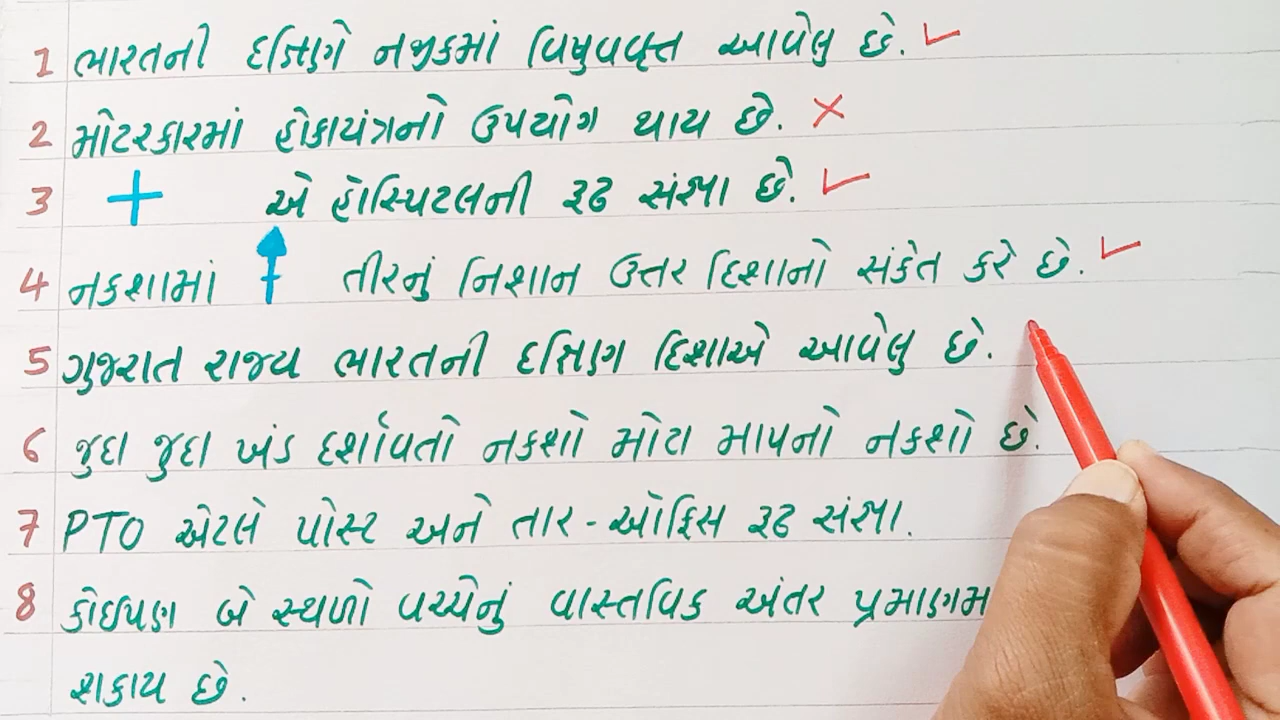 1 ભારતની દક્ષિણે નજીકમાં વિષુવવૃત્ત આવેલુ છે. ✓
2 મોટરકારમાં હોકાયંત્રનો ઉપયોગ થાય છે. ✗
3 + એ હોસ્પિટલની રૂઢ સંજ્ઞા છે. ✓
4 નકશામાં ↑ તીરનું નિશાન ઉત્તર દિશાનો સંકેત કરે છે. ✓
5 ગુજરાત રાજ્ય ભારતની દક્ષિણ દિશાએ આવેલુ છે.
6 જુદા જુદા ખંડ દર્શાવતો નકશો મોટા માપનો નકશો છે.
7 PTO એટલે પોસ્ટ અને તાર-ઑફિસ રૂઢ સંજ્ઞા.
8 કોઈપણ બે સ્થળો વચ્ચેનું વાસ્તવિક અંતર
શકાય છે.